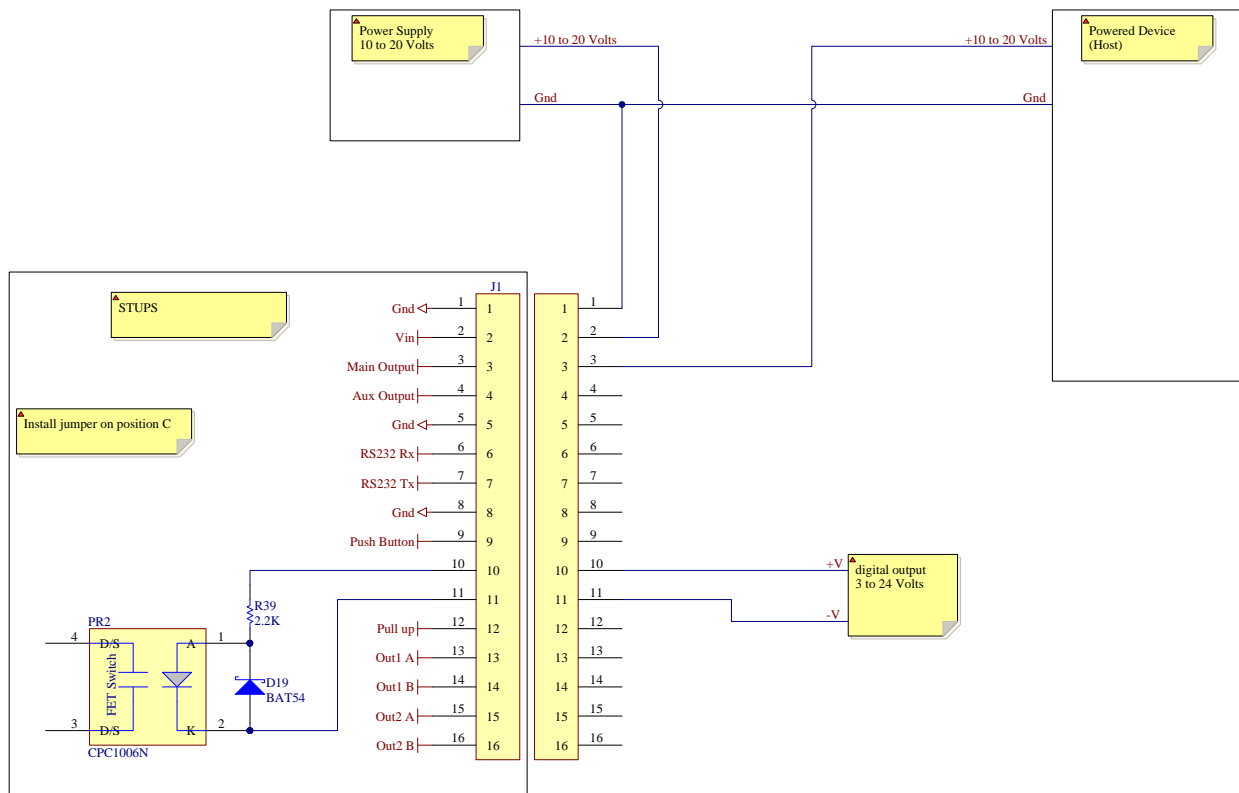 Power Supply
10 to 20 Volts
+10 to 20 Volts
Gnd
+10 to 20 Volts
Gnd
Powered Device
(Host)
STUPS
Install jumper on position C
J1
Gnd 1 1 1 1
Vin 2 2 2 2
Main Output 3 3 3 3
Aux Output 4 4 4 4
Gnd 5 5 5 5
RS232 Rx 6 6 6 6
RS232 Tx 7 7 7 7
Gnd 8 8 8 8
Push Button 9 9 9 9
10 10 10 10
11 11 11 11
Pull up 12 12 12 12
Out1 A 13 13 13 13
Out1 B 14 14 14 14
Out2 A 15 15 15 15
Out2 B 16 16 16 16
+V
-V
digital output
3 to 24 Volts
R39
2.2K
D19
BAT54
PR2
4 D/S A 1
FET Switch
3 D/S K 2
CPC1006N